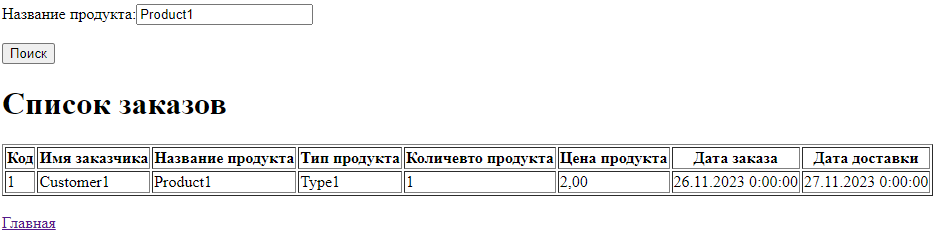 Название продукта: Product1
Поиск
Список заказов
Код Имя заказчика Название продукта Тип продукта Количевто продукта Цена продукта Дата заказа Дата доставки
1 Customer1 Product1 Type1 1 2,00 26.11.2023 0:00:00 27.11.2023 0:00:00
Главная